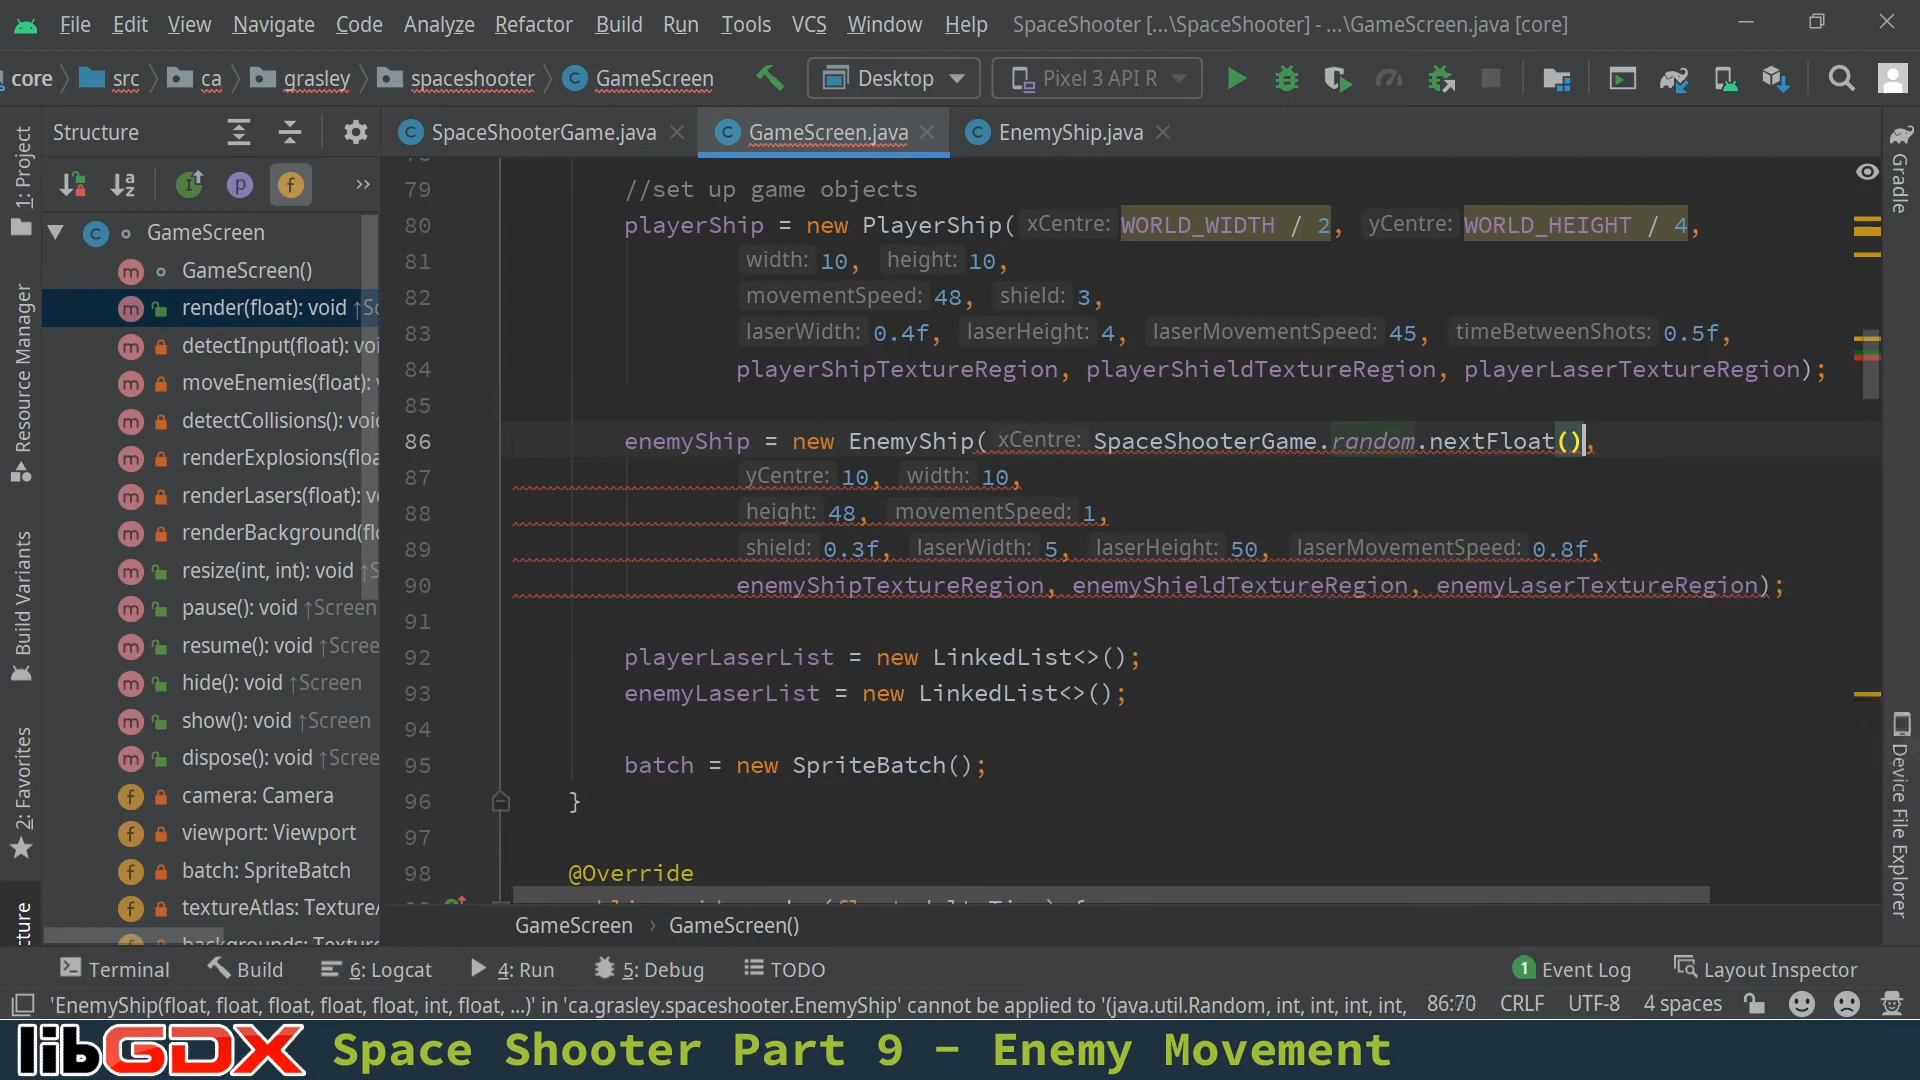 File Edit View Navigate Code Analyze Refactor Build Run Tools VCS Window Help SpaceShooter [...\SpaceShooter] - ...\GameScreen.java [core]
core src ca grasley spaceshooter GameScreen Desktop Pixel 3 API R
Structure SpaceShooterGame.java GameScreen.java EnemyShip.java
1: Project
Resource Manager
Build Variants
2: Favorites
GameScreen
GameScreen()
render(float): void ↑Sc
detectInput(float): voi
moveEnemies(float): v
detectCollisions(): voic
renderExplosions(floa
renderLasers(float): v
renderBackground(flo
resize(int, int): void ↑S
pause(): void ↑Screen
resume(): void ↑Scree
hide(): void ↑Screen
show(): void ↑Screen
dispose(): void ↑Scree
camera: Camera
viewport: Viewport
batch: SpriteBatch
textureAtlas: TextureA
79 //set up game objects
80 playerShip = new PlayerShip( xCentre: WORLD_WIDTH / 2, yCentre: WORLD_HEIGHT / 4,
81 width: 10, height: 10,
82 movementSpeed: 48, shield: 3,
83 laserWidth: 0.4f, laserHeight: 4, laserMovementSpeed: 45, timeBetweenShots: 0.5f,
84 playerShipTextureRegion, playerShieldTextureRegion, playerLaserTextureRegion);
85
86 enemyShip = new EnemyShip( xCentre: SpaceShooterGame.random.nextFloat(),
87 yCentre: 10, width: 10,
88 height: 48, movementSpeed: 1,
89 shield: 0.3f, laserWidth: 5, laserHeight: 50, laserMovementSpeed: 0.8f,
90 enemyShipTextureRegion, enemyShieldTextureRegion, enemyLaserTextureRegion);
91
92 playerLaserList = new LinkedList<>();
93 enemyLaserList = new LinkedList<>();
94
95 batch = new SpriteBatch();
96 }
97
98 @Override
Gradle
Device File Explorer
GameScreen › GameScreen()
Terminal Build 6: Logcat 4: Run 5: Debug TODO 1 Event Log Layout Inspector
'EnemyShip(float, float, float, float, float, int, float, ...)' in 'ca.grasley.spaceshooter.EnemyShip' cannot be applied to '(java.util.Random, int, int, int, int, 86:70 CRLF UTF-8 4 spaces
libGDX Space Shooter Part 9 - Enemy Movement